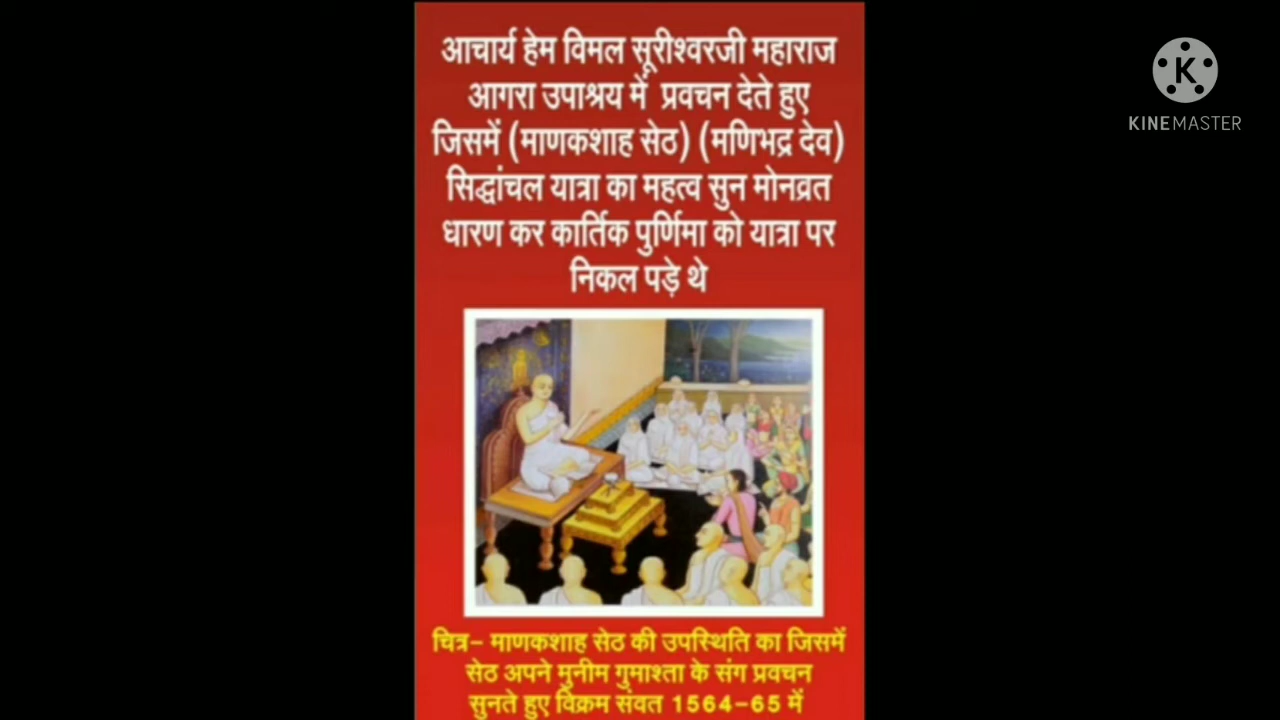 आचार्य हेम विमल सूरीश्वरजी महाराज
आगरा उपाश्रय में प्रवचन देते हुए
जिसमें (माणकशाह सेठ) (मणिभद्र देव)
सिद्धांचल यात्रा का महत्व सुन मोनव्रत
धारण कर कार्तिक पुर्णिमा को यात्रा पर
निकल पड़े थे
चित्र- माणकशाह सेठ की उपस्थिति का जिसमें
सेठ अपने मुनीम गुमाश्ता के संग प्रवचन
सुनते हुए विक्रम संवत 1564-65 में
K
KINEMASTER